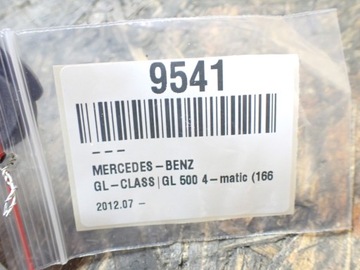 9541
– – –
MERCEDES-BENZ
GL-CLASS|GL 500 4-matic (166
2012.07 -